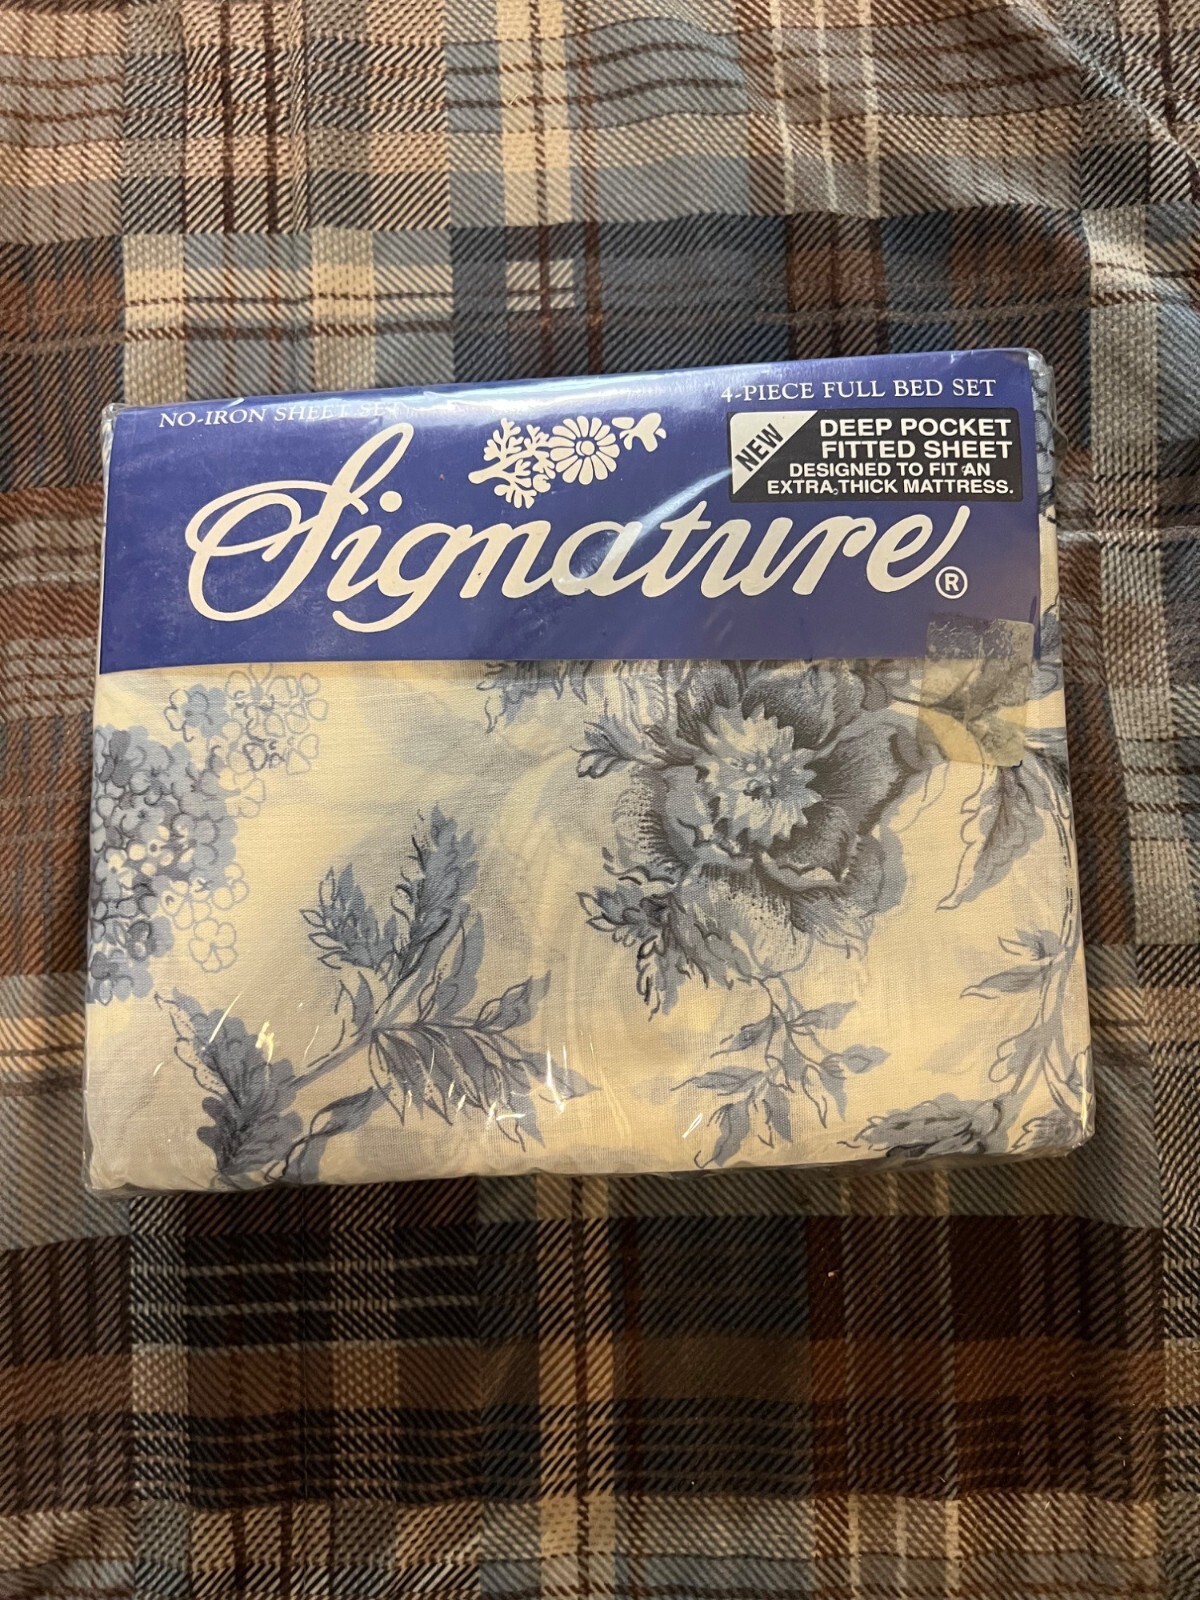 NO-IRON SHEET SET
4-PIECE FULL BED SET
NEW
DEEP POCKET
FITTED SHEET
DESIGNED TO FIT AN
EXTRA THICK MATTRESS.
Signature®